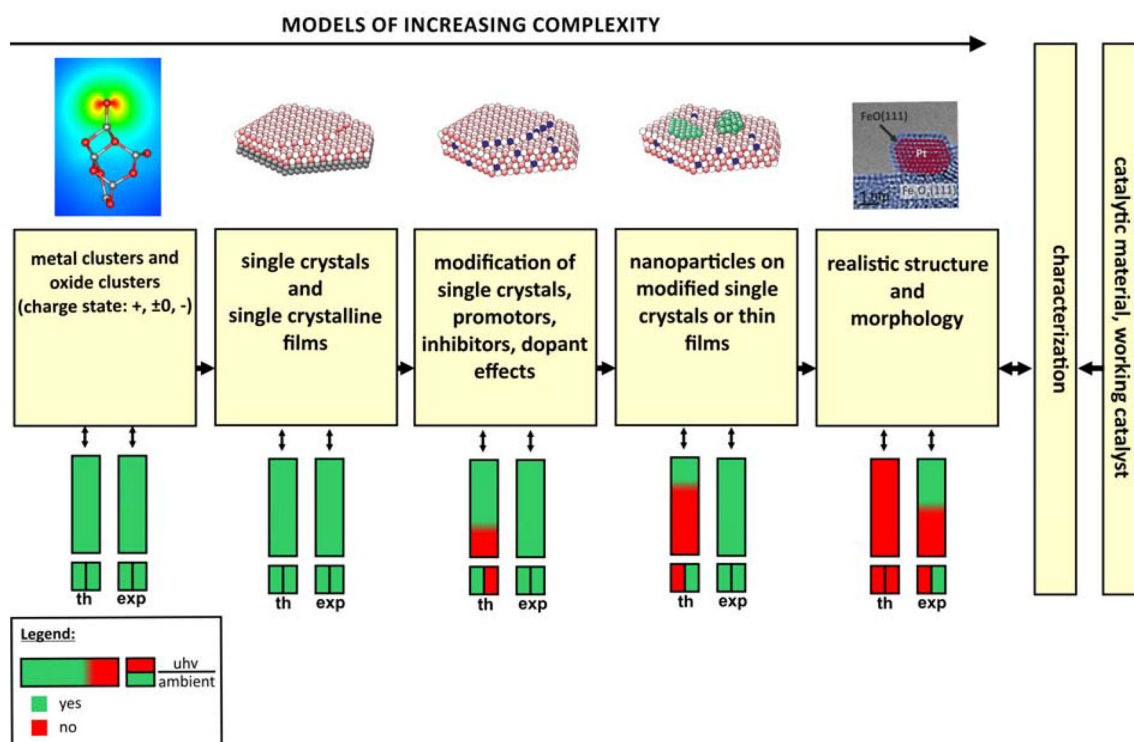 MODELS OF INCREASING COMPLEXITY
FeO(111)
Pt
Fe₃O₄(111)
1 nm
metal clusters and
oxide clusters
(charge state: +, ±0, -)
single crystals
and
single crystalline
films
modification of
single crystals,
promotors,
inhibitors, dopant
effects
nanoparticles on
modified single
crystals or thin
films
realistic structure
and
morphology
characterization
catalytic material, working catalyst
th exp
th exp
th exp
th exp
th exp
Legend:
uhv
ambient
yes
no